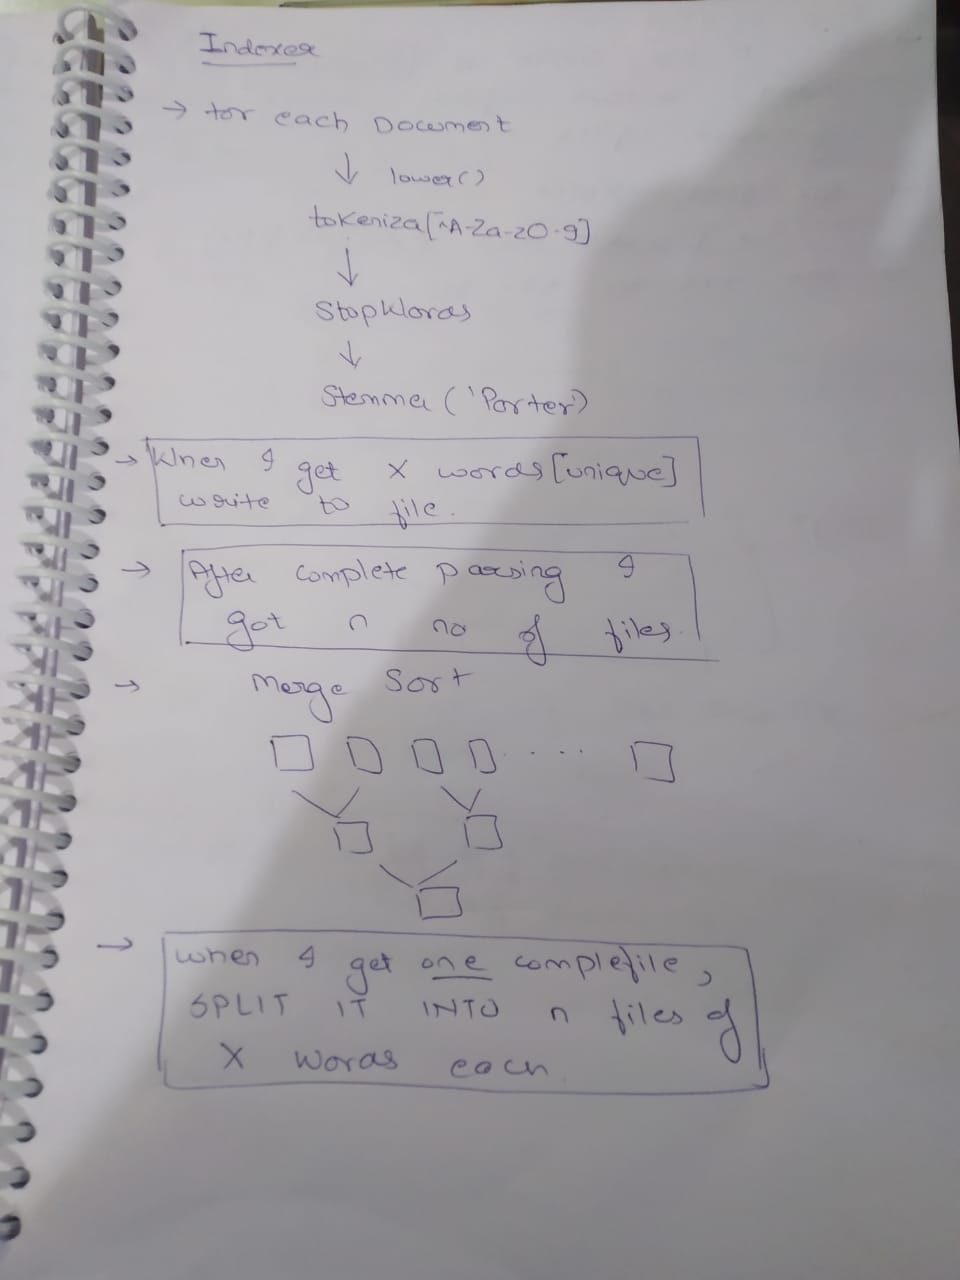 Indexer
→ for each Document
↓ lower()
tokeniza[^A-Za-z0-9]
↓
StopWords
↓
Stemmer ('Porter')
→ When I get X words [unique]
write to file.
→ After complete parsing I
got n no of files.
→ Merge Sort
....
→ when I get one complefile,
SPLIT IT INTO n files of
X words each